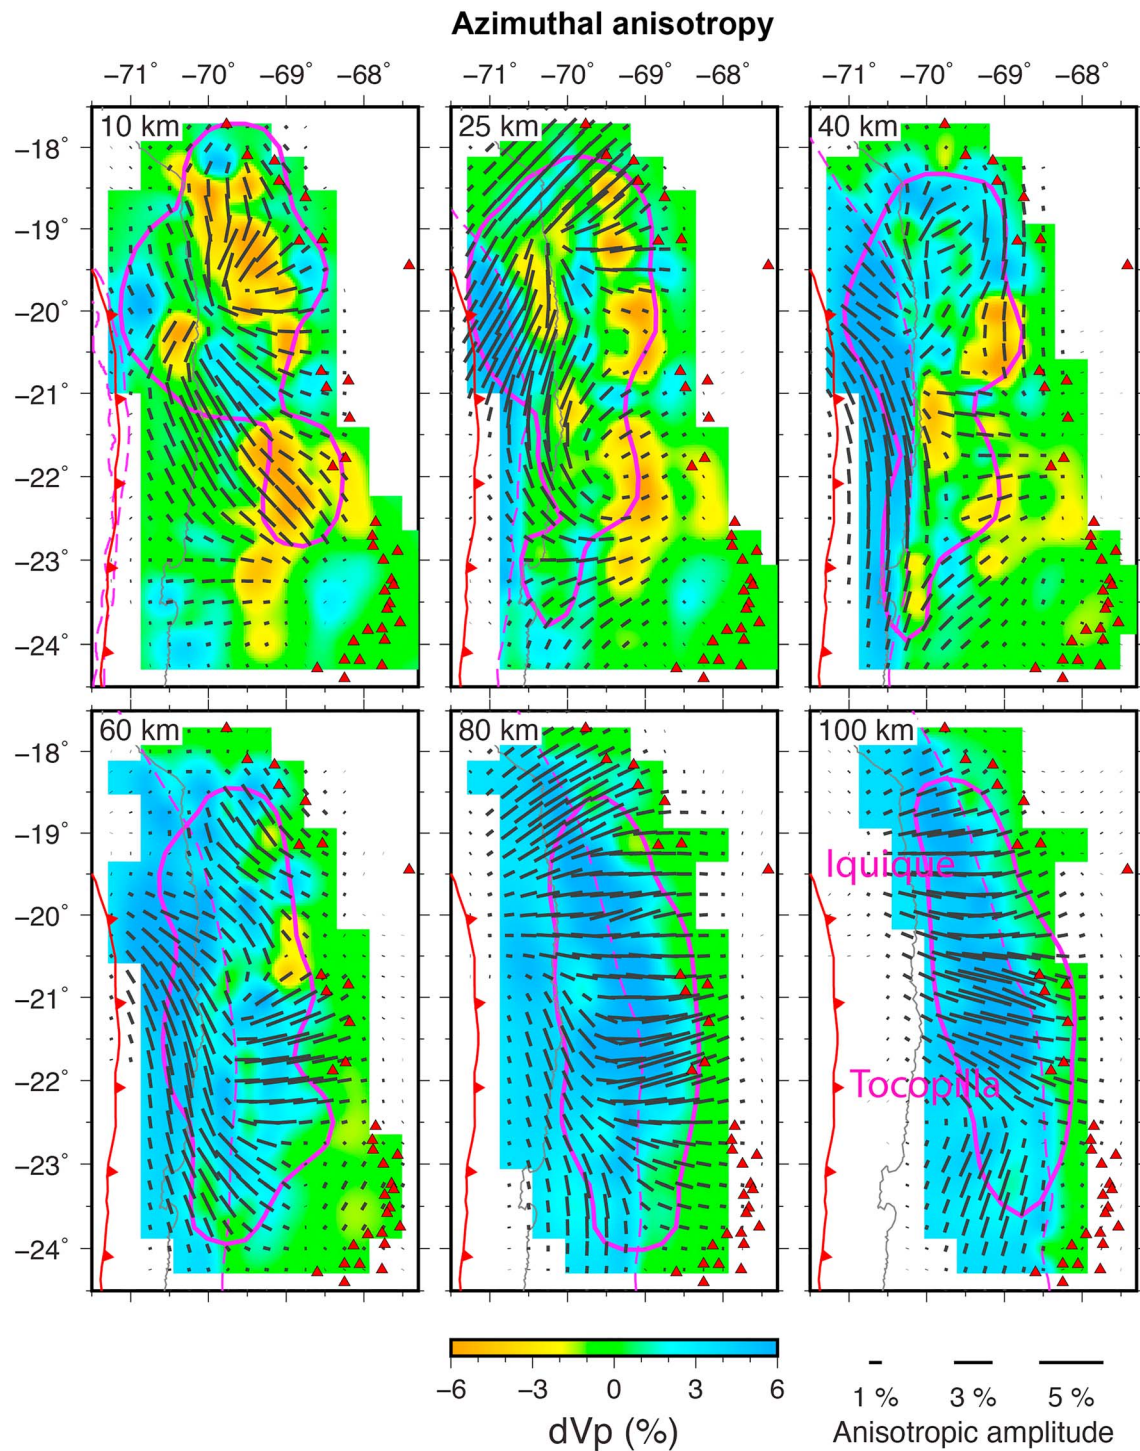 Azimuthal anisotropy
−71° −70° −69° −68° −71° −70° −69° −68° −71° −70° −69° −68°
10 km 25 km 40 km
−18°
−19°
−20°
−21°
−22°
−23°
−24°
60 km 80 km 100 km
−18°
−19°
Iquique
−20°
−21°
−22°
Tocopilla
−23°
−24°
−6 −3 0 3 6
dVp (%)
1 % 3 % 5 %
Anisotropic amplitude